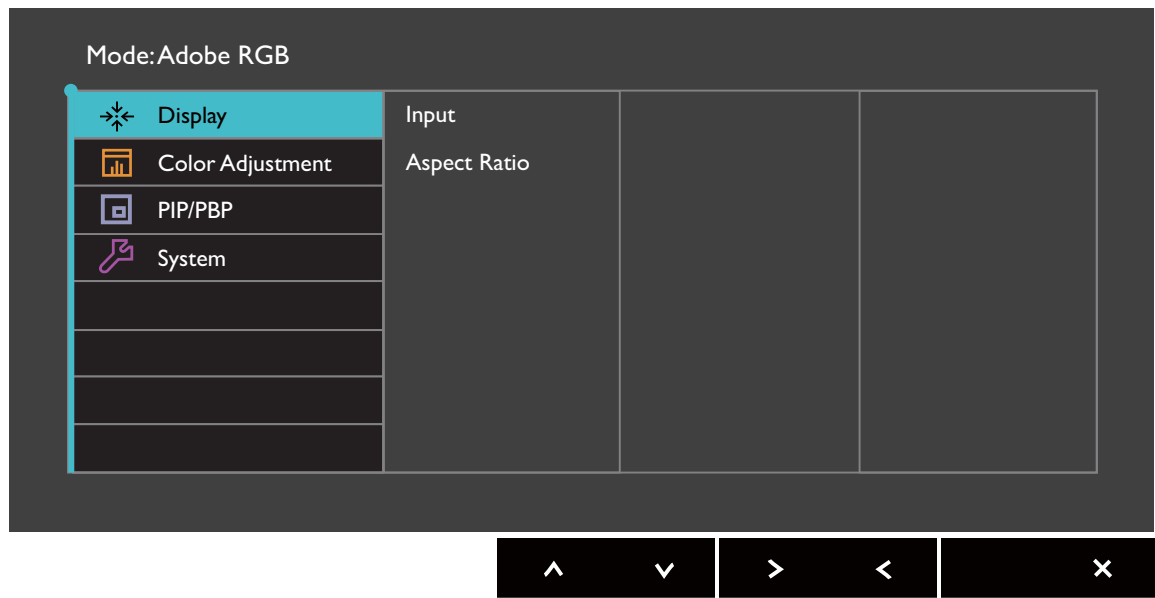 Mode: Adobe RGB
Display
Input
Color Adjustment
Aspect Ratio
PIP/PBP
System